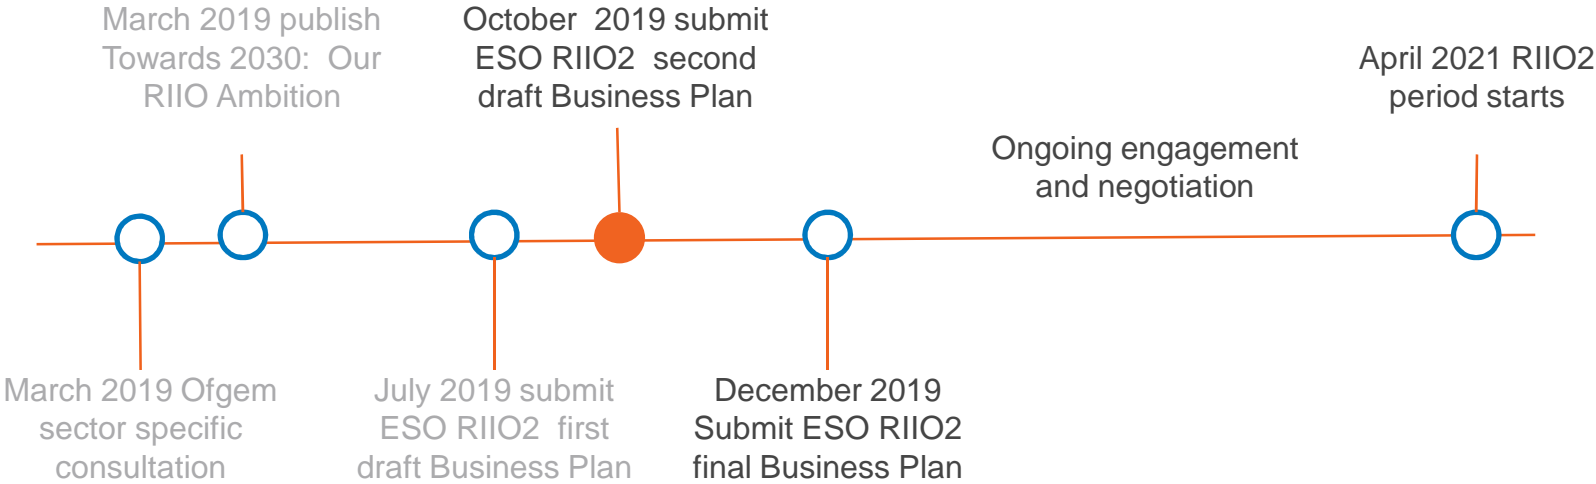 March 2019 publish
Towards 2030: Our
RIIO Ambition
October 2019 submit
ESO RIIO2 second
draft Business Plan
April 2021 RIIO2
period starts
Ongoing engagement
and negotiation
March 2019 Ofgem
sector specific
consultation
July 2019 submit
ESO RIIO2 first
draft Business Plan
December 2019
Submit ESO RIIO2
final Business Plan